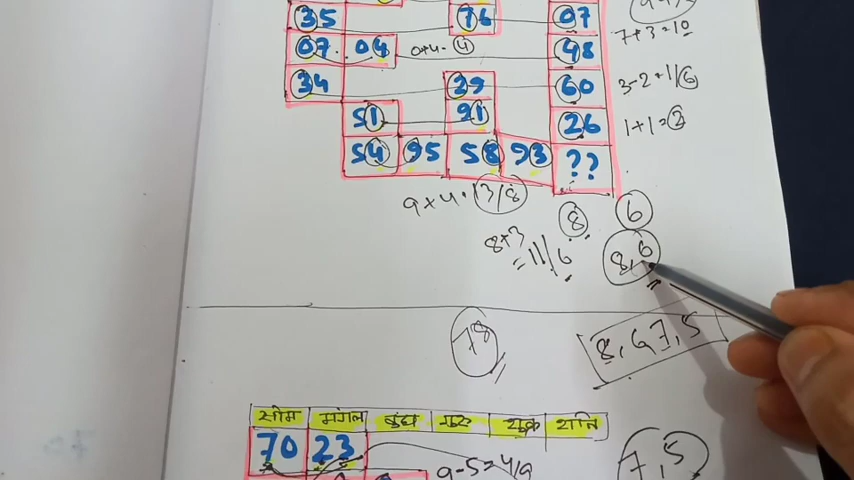 35 76 07 7+3=10
07 04 0+4=4 48
34 39 60 3-2=1/6
51 91 26 1+1=2
54 95 58 93 ??
9+4=13/8
8 6
8+3
=11/6 8,6
78 8,6,7,5
सोम मंगल बुध गुरु शुक्र शनि
70 23 7,5
9-5=4/9